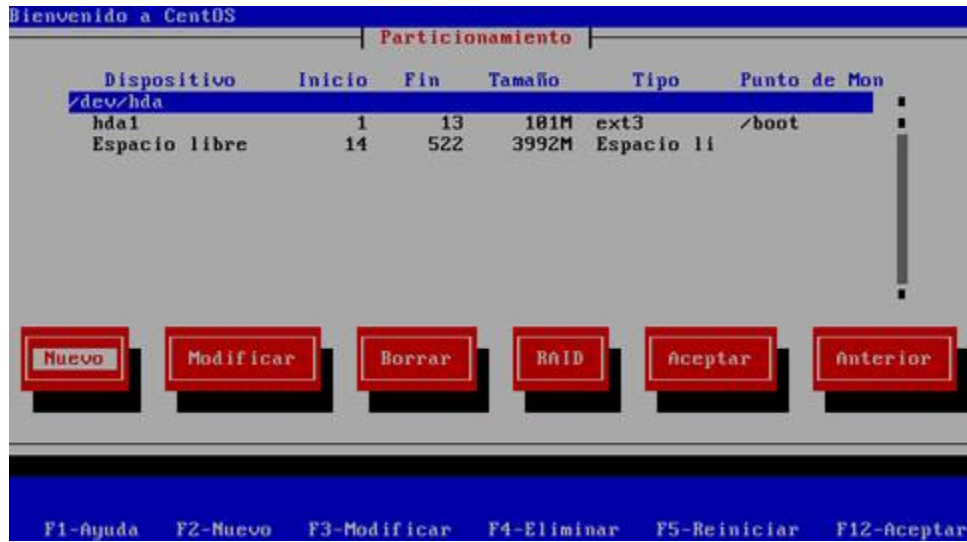 Bienvenido a CentOS
Particionamiento
Dispositivo Inicio Fin Tamaño Tipo Punto de Mon
/dev/hda
hda1 1 13 101M ext3 /boot
Espacio libre 14 522 3992M Espacio li
Nuevo Modificar Borrar RAID Aceptar Anterior
F1-Ayuda F2-Nuevo F3-Modificar F4-Eliminar F5-Reiniciar F12-Aceptar